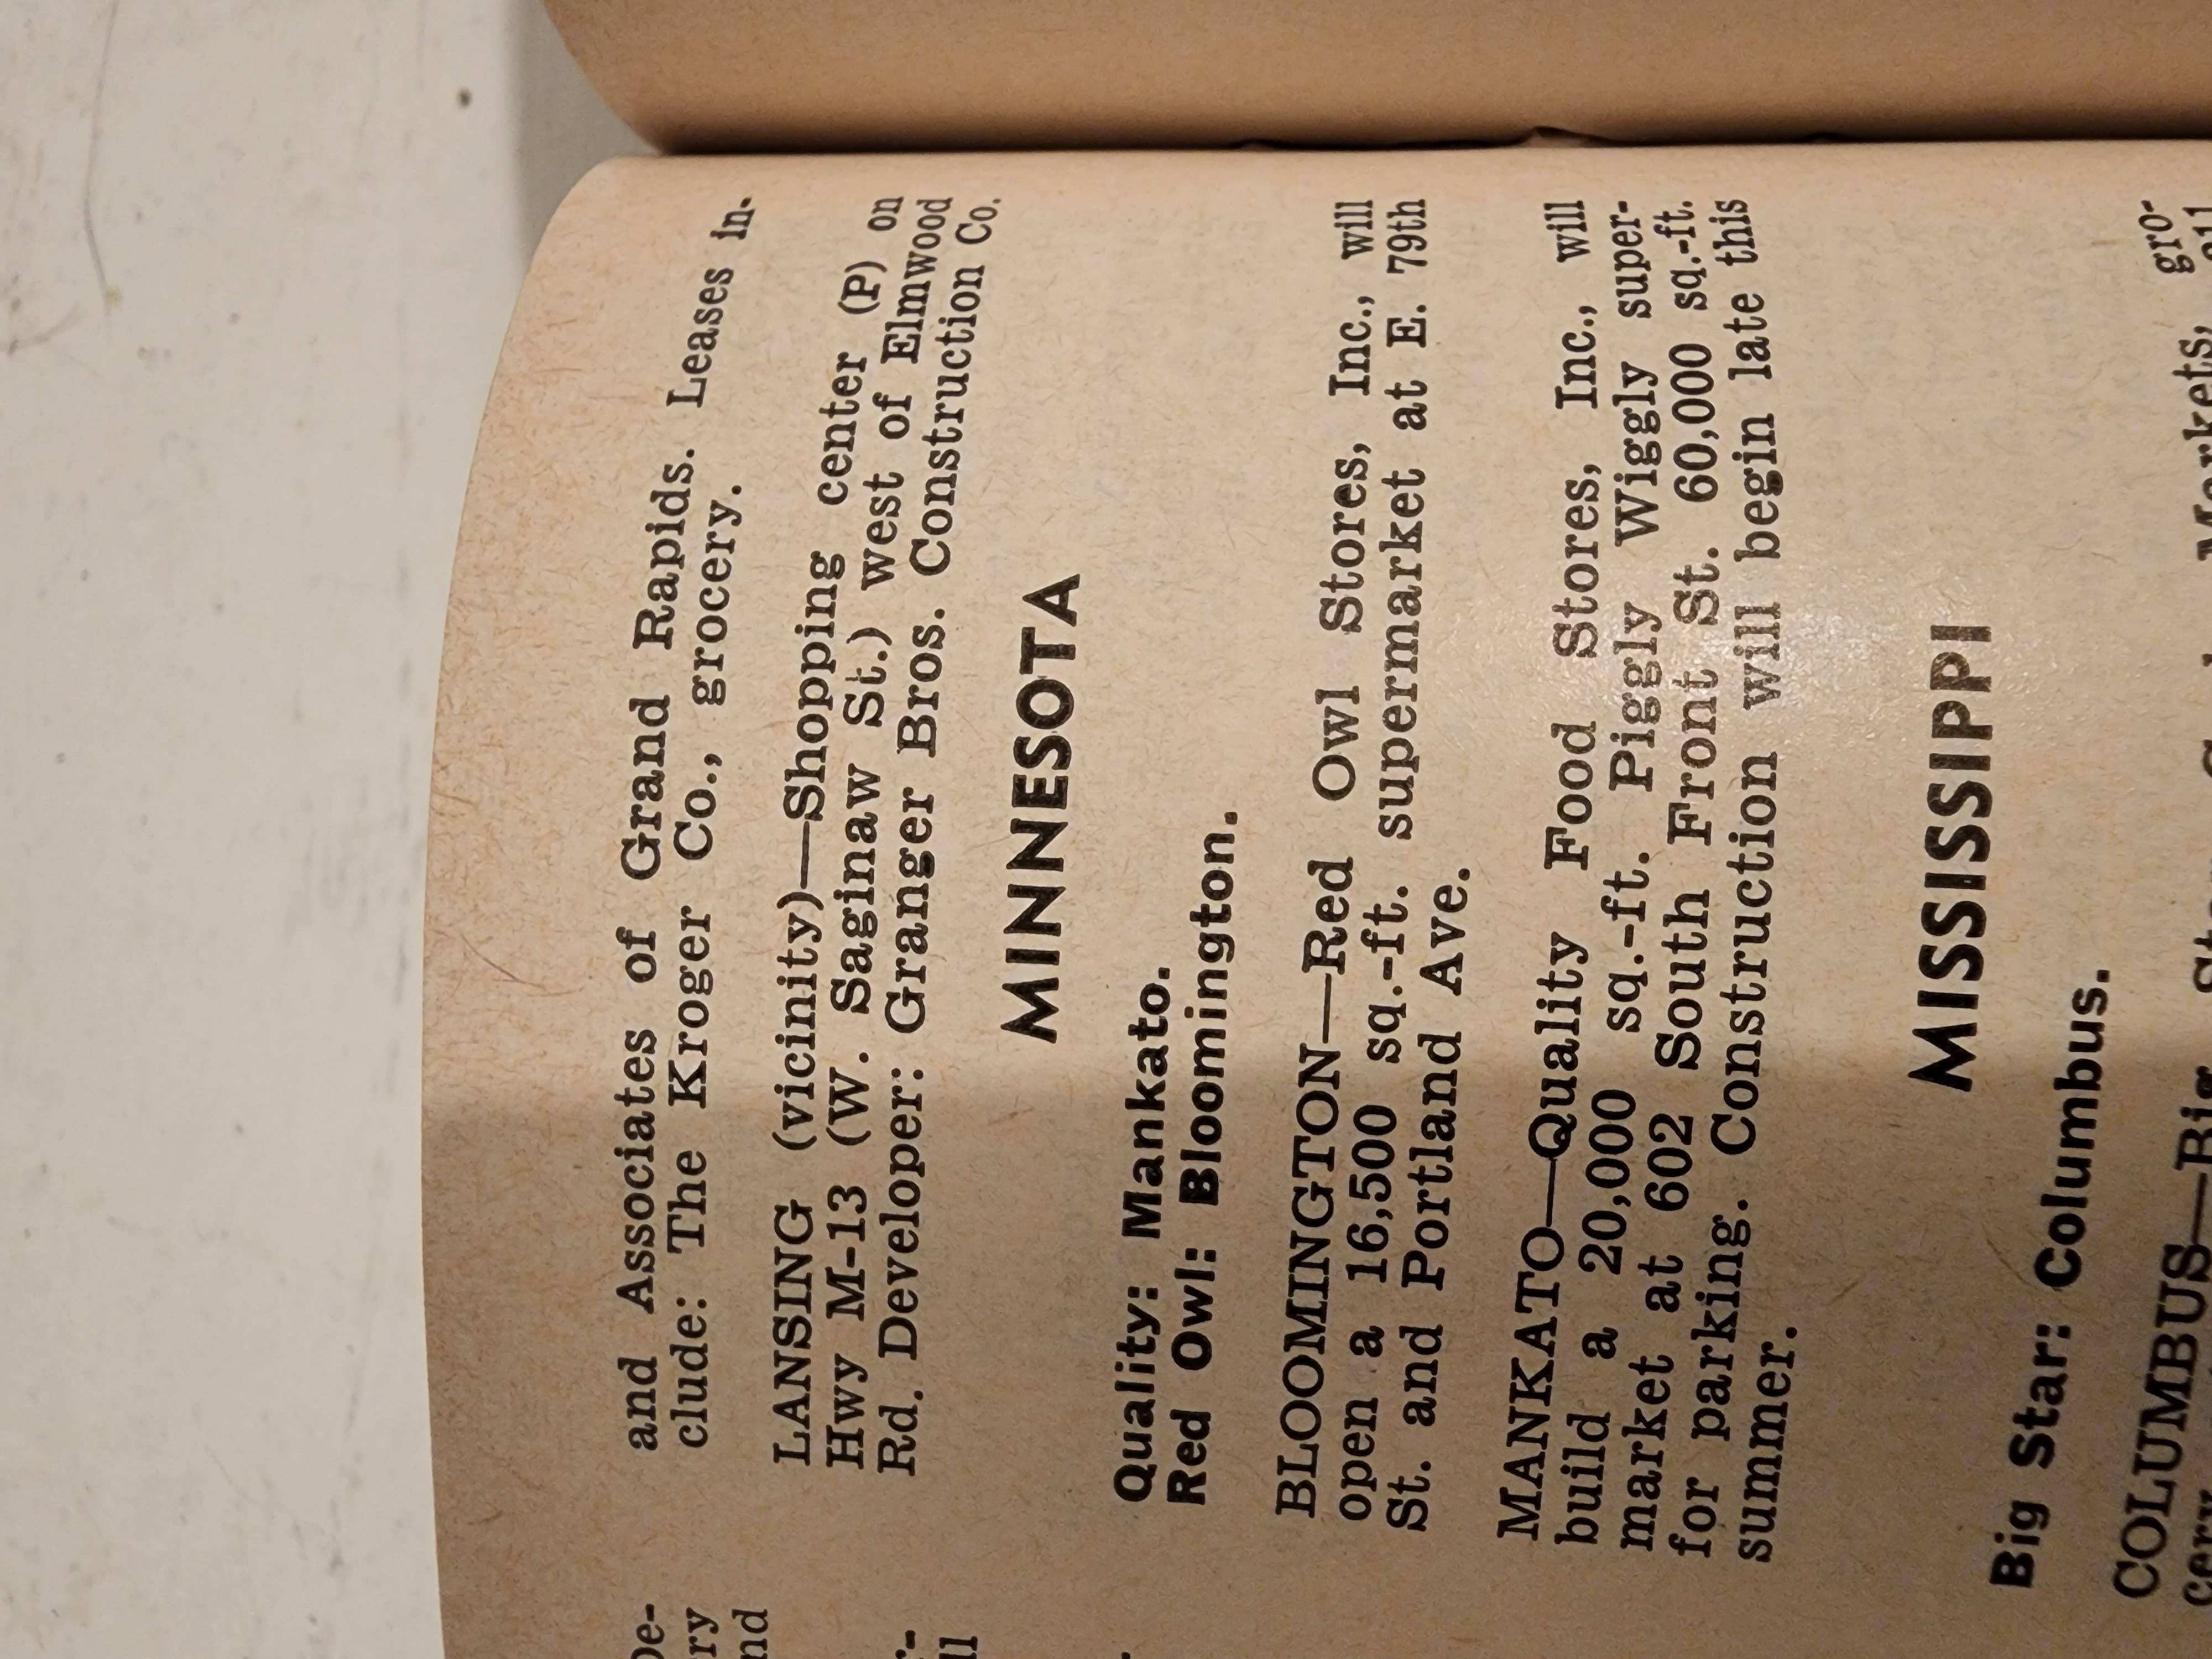 and Associates of Grand Rapids. Leases in-
clude: The Kroger Co., grocery.
LANSING (vicinity)—Shopping center (P) on
Hwy M-13 (W. Saginaw St.) west of Elmwood
Rd. Developer: Granger Bros. Construction Co.
MINNESOTA
Quality: Mankato.
Red Owl: Bloomington.
BLOOMINGTON—Red Owl Stores, Inc., will
open a 16,500 sq.-ft. supermarket at E. 79th
St. and Portland Ave.
MANKATO—Quality Food Stores, Inc., will
build a 20,000 sq.-ft. Piggly Wiggly super-
market at 602 South Front St. 60,000 sq.-ft.
for parking. Construction will begin late this
summer.
MISSISSIPPI
Big Star: Columbus.
COLUMBUS—Big Markets, gro-